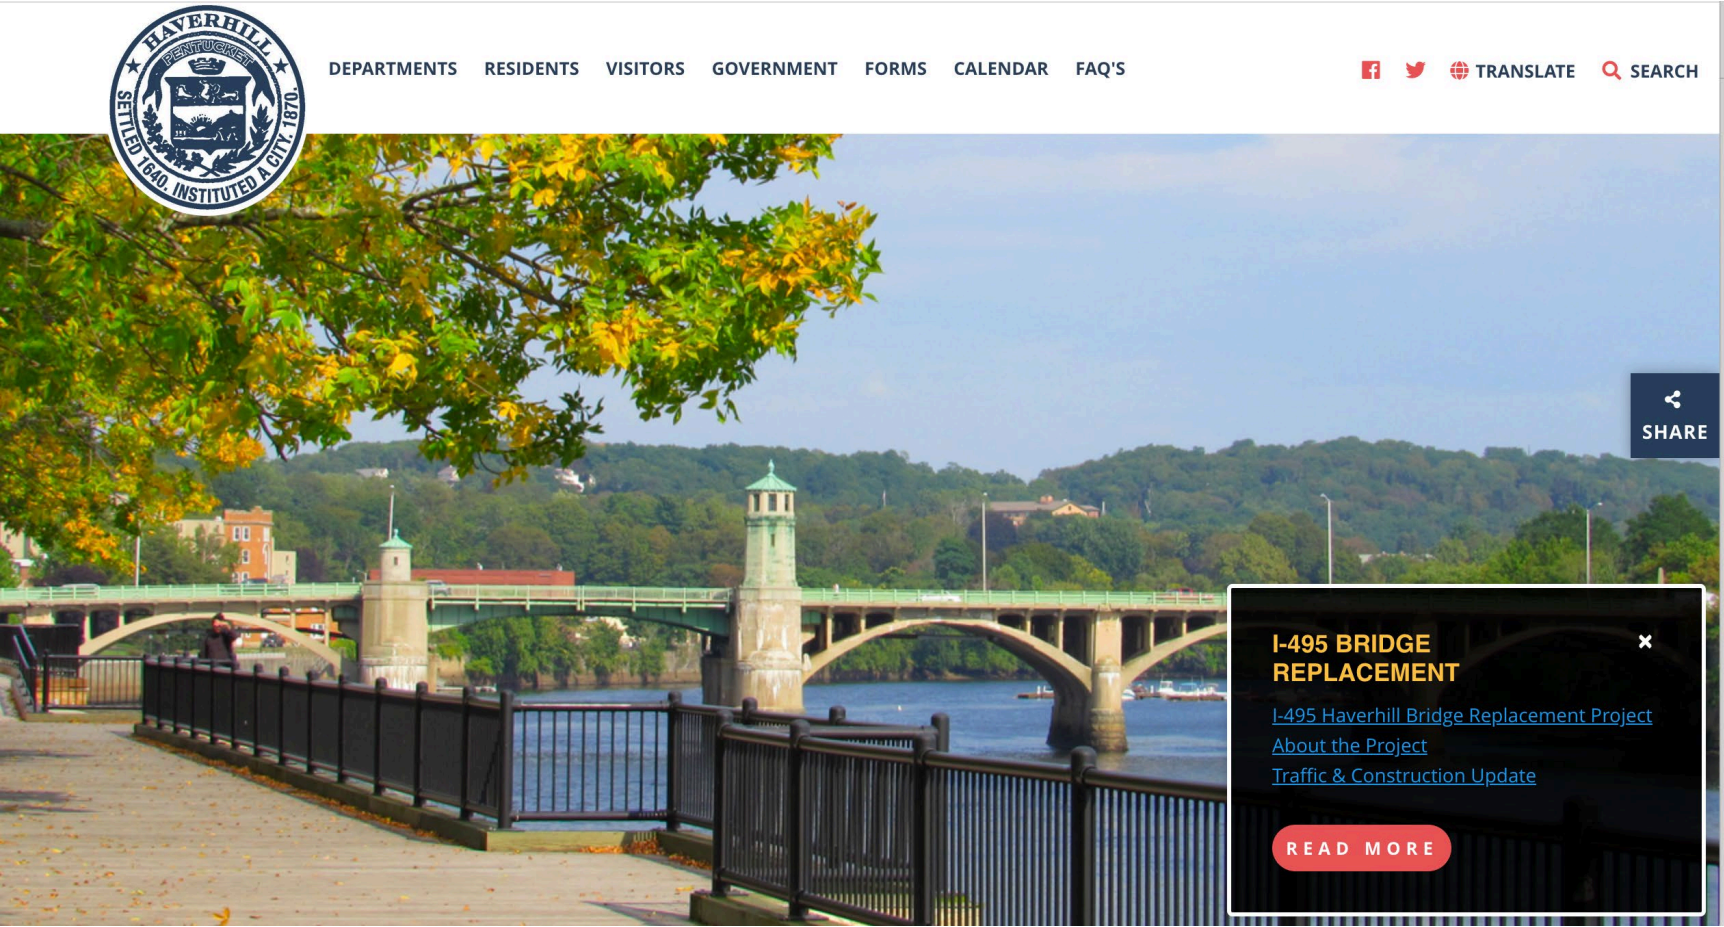 HAVERHILL
PENTUCKET
SETTLED 1640. INSTITUTED A CITY. 1870.
DEPARTMENTS RESIDENTS VISITORS GOVERNMENT FORMS CALENDAR FAQ'S
TRANSLATE SEARCH
SHARE
I-495 BRIDGE
REPLACEMENT
I-495 Haverhill Bridge Replacement Project
About the Project
Traffic & Construction Update
READ MORE